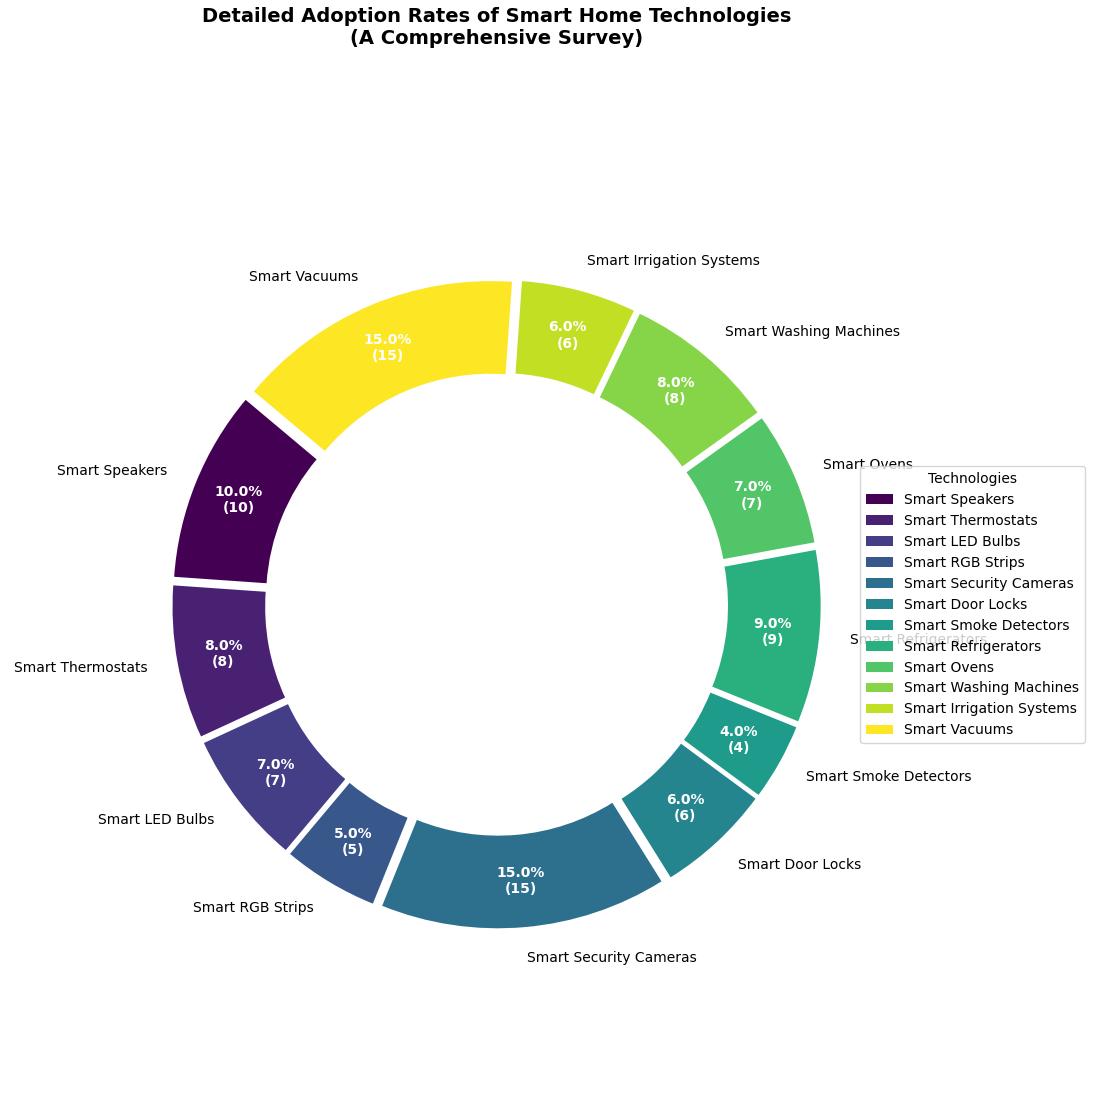 Detailed Adoption Rates of Smart Home Technologies
(A Comprehensive Survey)
Smart Irrigation Systems
Smart Vacuums
Smart Washing Machines
6.0%
(6)
15.0%
(15)
8.0%
(8)
Smart Ovens
Smart Speakers
7.0%
(7)
10.0%
(10)
Technologies
Smart Speakers
Smart Thermostats
Smart LED Bulbs
Smart RGB Strips
Smart Security Cameras
Smart Door Locks
Smart Smoke Detectors
Smart Refrigerators
Smart Ovens
Smart Washing Machines
Smart Irrigation Systems
Smart Vacuums
9.0%
(9)
Smart Refrigerators
8.0%
(8)
Smart Thermostats
4.0%
(4)
Smart Smoke Detectors
7.0%
(7)
6.0%
(6)
Smart LED Bulbs
5.0%
(5)
Smart Door Locks
15.0%
(15)
Smart RGB Strips
Smart Security Cameras